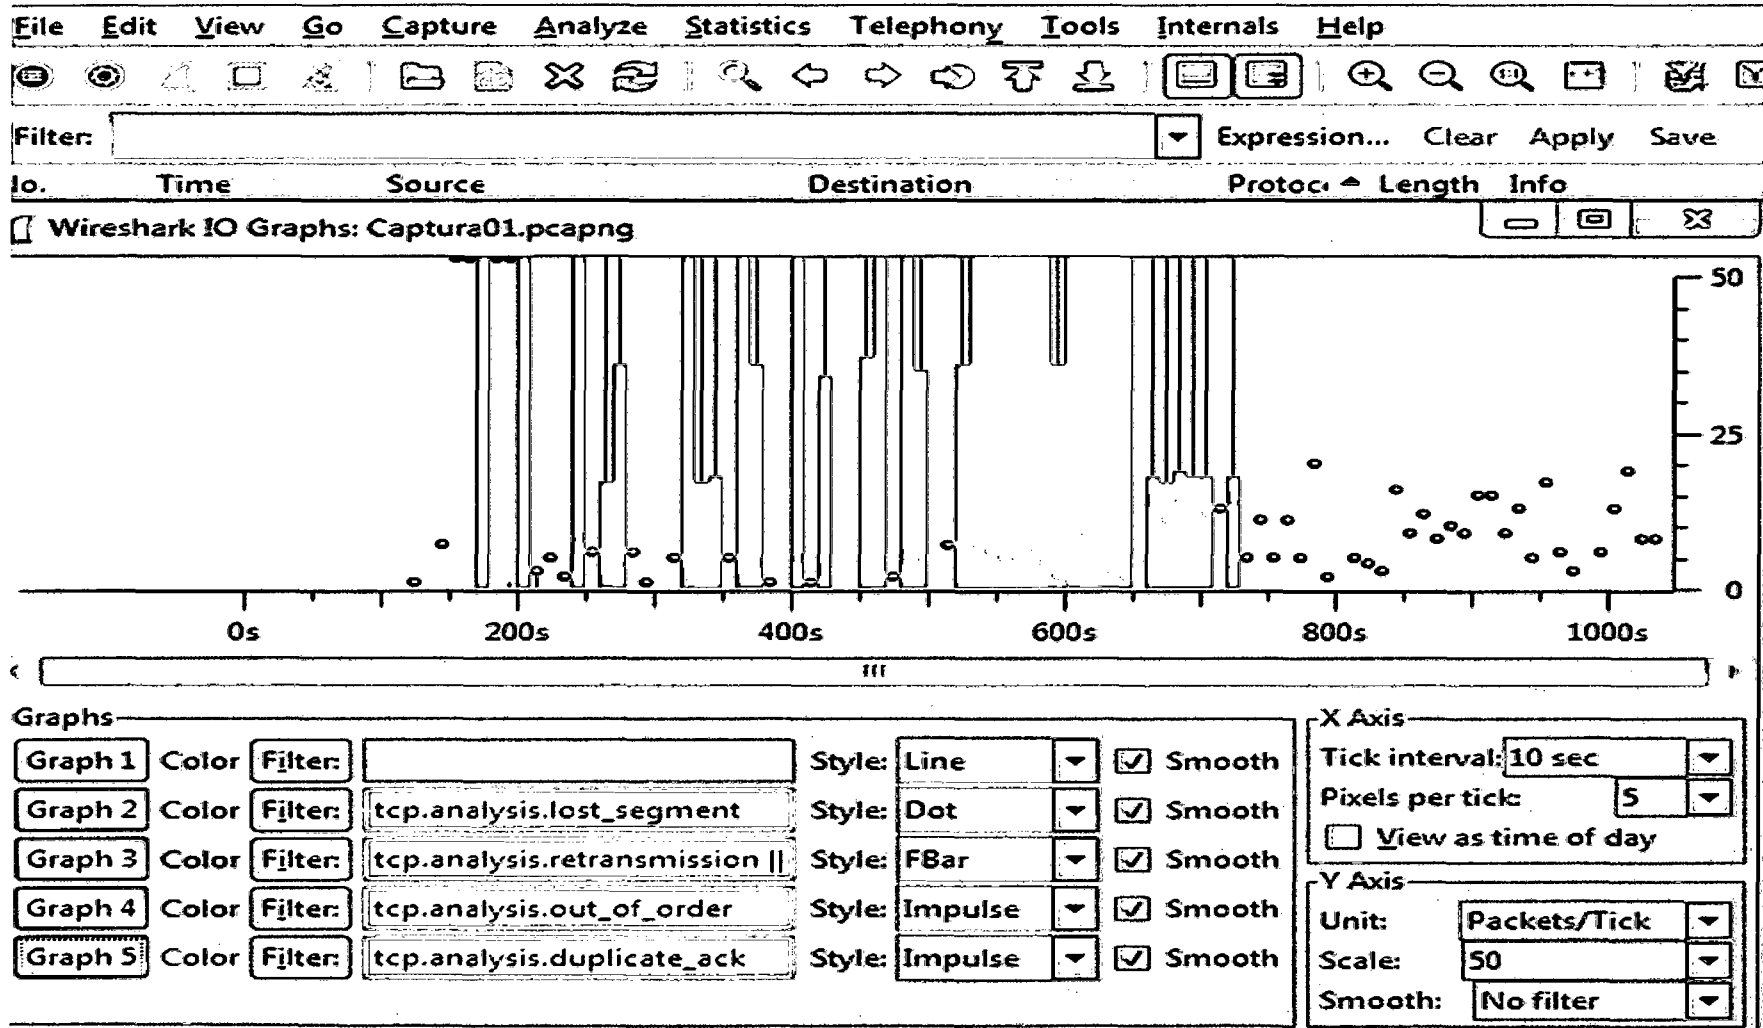 File Edit View Go Capture Analyze Statistics Telephony Tools Internals Help
Filter: Expression... Clear Apply Save
lo. Time Source Destination Protoc Length Info
Wireshark IO Graphs: Captura01.pcapng
50
25
0
0s 200s 400s 600s 800s 1000s
Graphs
Graph 1 Color Filter: Style: Line Smooth
Graph 2 Color Filter: tcp.analysis.lost_segment Style: Dot Smooth
Graph 3 Color Filter: tcp.analysis.retransmission || Style: FBar Smooth
Graph 4 Color Filter: tcp.analysis.out_of_order Style: Impulse Smooth
Graph 5 Color Filter: tcp.analysis.duplicate_ack Style: Impulse Smooth
X Axis
Tick interval: 10 sec
Pixels per tick: 5
View as time of day
Y Axis
Unit: Packets/Tick
Scale: 50
Smooth: No filter